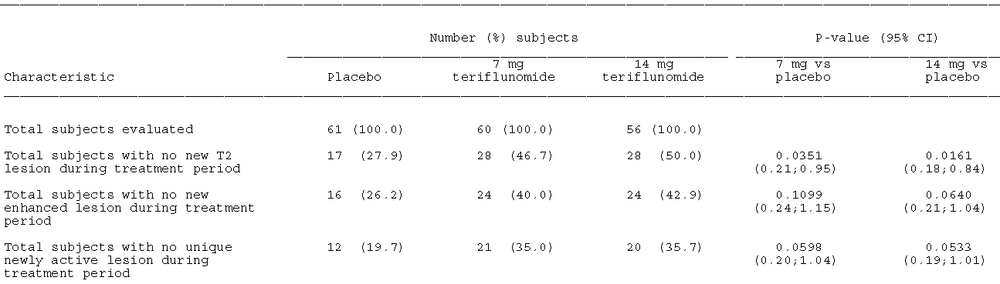 Number (%) subjects P-value (95% CI)
7 mg 14 mg 7 mg vs 14 mg vs
Characteristic Placebo teriflunomide teriflunomide placebo placebo
Total subjects evaluated 61 (100.0) 60 (100.0) 56 (100.0)
Total subjects with no new T2 17 (27.9) 28 (46.7) 28 (50.0) 0.0351 0.0161
lesion during treatment period (0.21;0.95) (0.18;0.84)
Total subjects with no new 16 (26.2) 24 (40.0) 24 (42.9) 0.1099 0.0640
enhanced lesion during treatment (0.24;1.15) (0.21;1.04)
period
Total subjects with no unique 12 (19.7) 21 (35.0) 20 (35.7) 0.0598 0.0533
newly active lesion during (0.20;1.04) (0.19;1.01)
treatment period